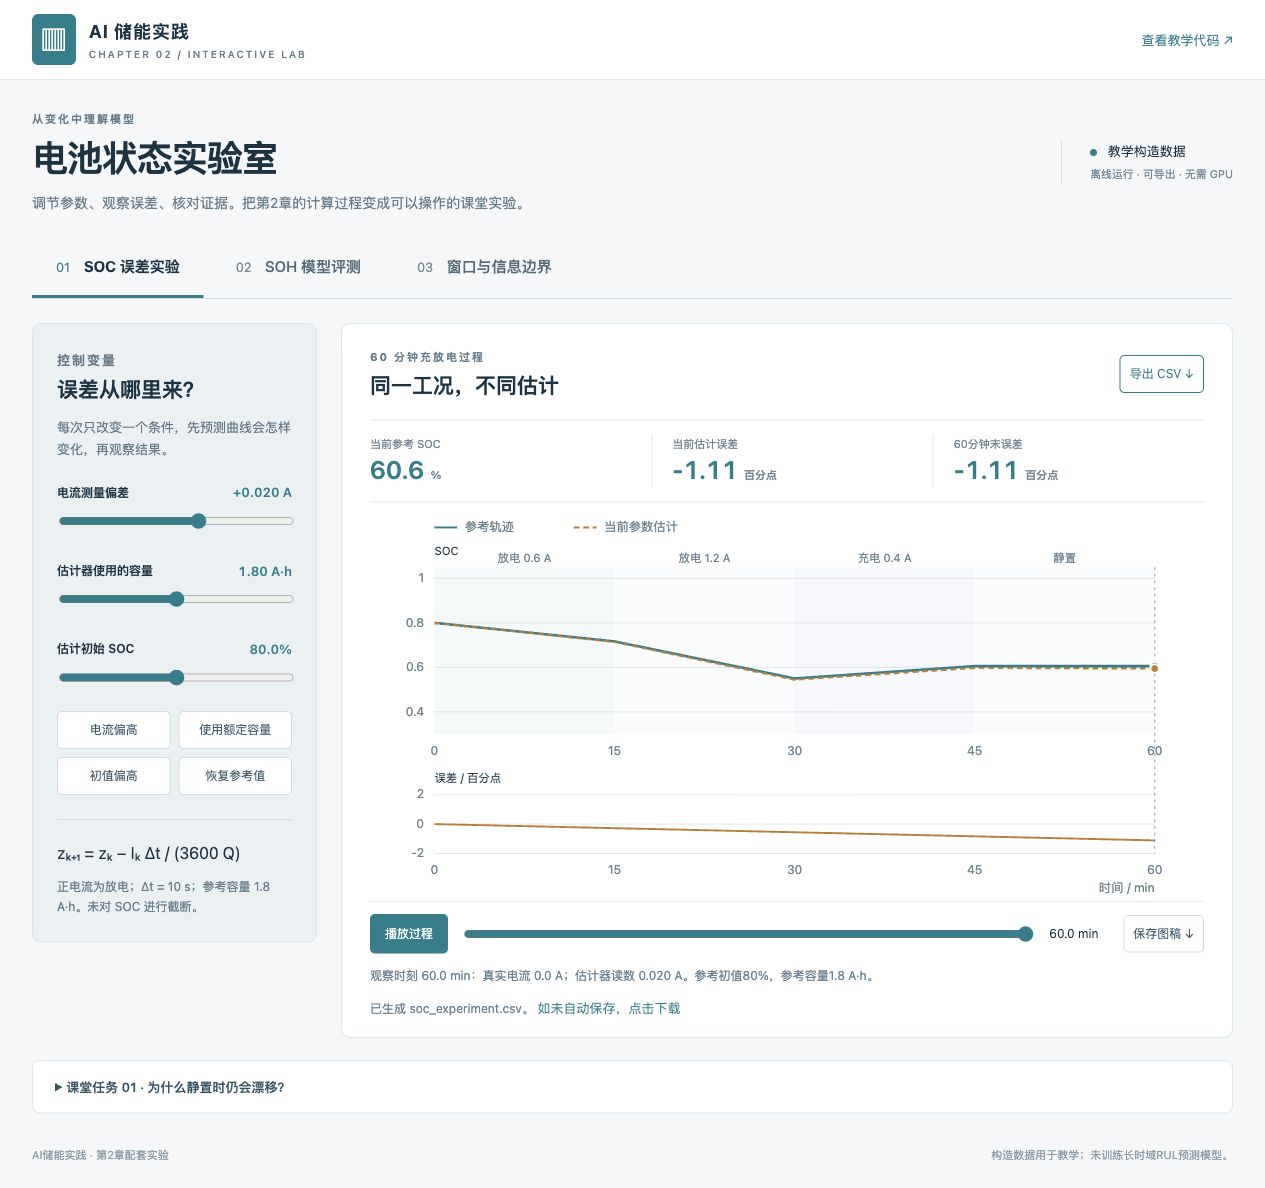 AI 储能实践
CHAPTER 02 / INTERACTIVE LAB
查看教学代码 ↗
从变化中理解模型
电池状态实验室
调节参数、观察误差、核对证据。把第2章的计算过程变成可以操作的课堂实验。
教学构造数据
离线运行 · 可导出 · 无需 GPU
01 SOC 误差实验
02 SOH 模型评测
03 窗口与信息边界
控制变量
误差从哪里来?
每次只改变一个条件，先预测曲线会怎样
变化，再观察结果。
电流测量偏差 +0.020 A
估计器使用的容量 1.80 A·h
估计初始 SOC 80.0%
电流偏高 使用额定容量
初值偏高 恢复参考值
zₖ₊₁ = zₖ − Iₖ Δt / (3600 Q)
正电流为放电；Δt = 10 s；参考容量 1.8
A·h。未对 SOC 进行截断。
60 分钟充放电过程
同一工况，不同估计
导出 CSV ↓
当前参考 SOC
60.6 %
当前估计误差
-1.11 百分点
60分钟末误差
-1.11 百分点
参考轨迹 当前参数估计
SOC
放电 0.6 A 放电 1.2 A 充电 0.4 A 静置
1
0.8
0.6
0.4
0 15 30 45 60
误差 / 百分点
2
0
-2
0 15 30 45 60
时间 / min
播放过程 60.0 min 保存图稿 ↓
观察时刻 60.0 min：真实电流 0.0 A；估计器读数 0.020 A。参考初值80%，参考容量1.8 A·h。
已生成 soc_experiment.csv。 如未自动保存，点击下载
▶ 课堂任务 01 · 为什么静置时仍会漂移?
AI储能实践 · 第2章配套实验
构造数据用于教学；未训练长时域RUL预测模型。